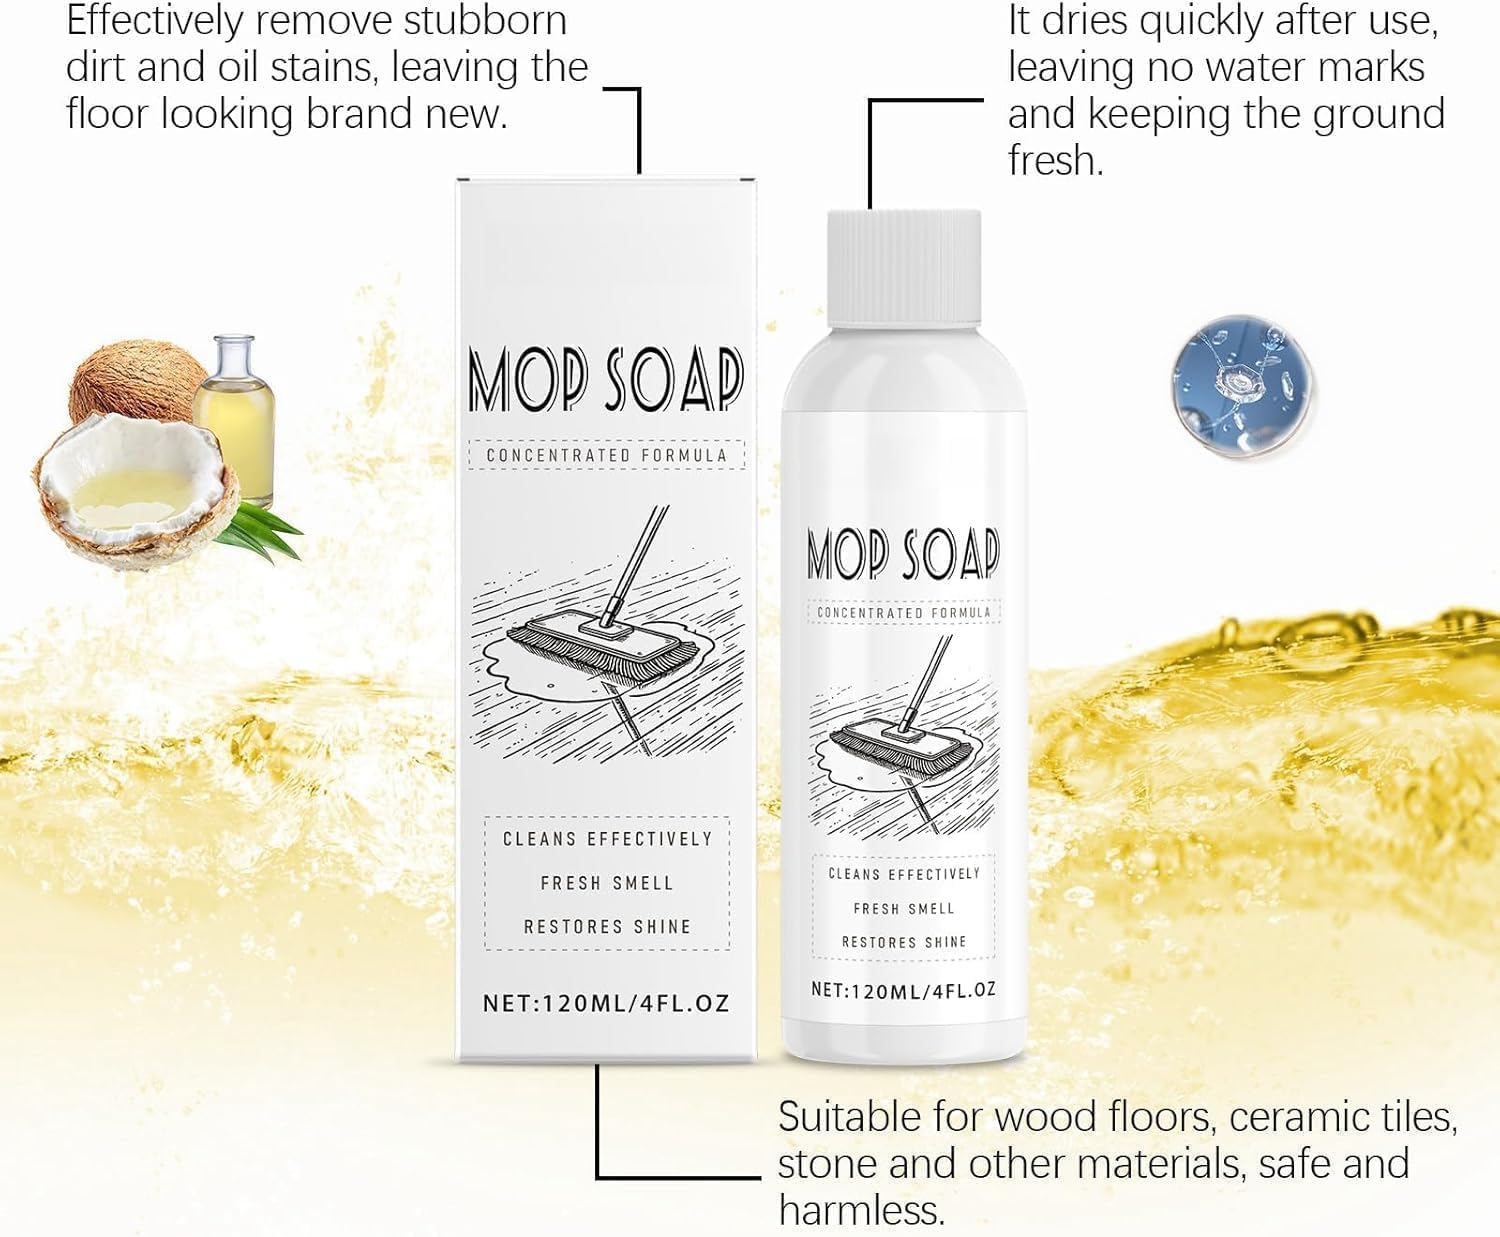 Effectively remove stubborn
dirt and oil stains, leaving the
floor looking brand new.
It dries quickly after use,
leaving no water marks
and keeping the ground
fresh.
MOP SOAP
CONCENTRATED FORMULA
CLEANS EFFECTIVELY
FRESH SMELL
RESTORES SHINE
NET:120ML/4FL.OZ
MOP SOAP
CONCENTRATED FORMULA
CLEANS EFFECTIVELY
FRESH SMELL
RESTORES SHINE
NET:120ML/4FL.OZ
Suitable for wood floors, ceramic tiles,
stone and other materials, safe and
harmless.